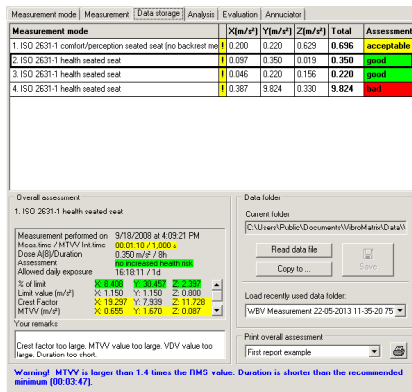 Measurement mode Measurement Data storage Analysis Evaluation Annuciator
Measurement mode X(m/s²) Y(m/s²) Z(m/s²) Total Assessment
1. ISO 2631-1 comfort/perception seated seat (no backrest me ! 0.200 0.220 0.629 0.696 acceptable
2. ISO 2631-1 health seated seat ! 0.097 0.350 0.019 0.350 good
3. ISO 2631-1 health seated seat ! 0.046 0.220 0.156 0.220 good
4. ISO 2631-1 health seated seat ! 0.387 9.824 0.330 9.824 bad
Overall assessment
1. ISO 2631-1 health seated seat
Measurement performed on 9/18/2008 at 4:09:21 PM
Meas.time / MTVV Int.time 00:01:10 / 1,000 s
Dose A(8)/Duration 0.350 m/s² / 8h
Assessment no increased health risk
Allowed daily exposure 16:18:11 / 1d
% of limit X: 8.408 Y: 30.457 Z: 2.397
Limit value (m/s²) X: 1.150 Y: 1.150 Z: 0.800
Crest Factor X: 19.297 Y: 7,939 Z: 11.728
MTVV (m/s²) X: 0.655 Y: 1.670 Z: 0.087
Your remarks
Crest factor too large. MTVV value too large. VDV value too
large. Duration too short.
Data folder
Current folder
C:\Users\Public\Documents\VibroMatrix\Data\
Read data file
Copy to ...
Save
Load recently used data folder:
WBV Measurement 22-05-2013 11-35-20 75
Print overall assessment
First report example
Warning! MTVV is larger than 1.4 times the RMS value. Duration is shorter than the recommended
minimum (00:03:47).